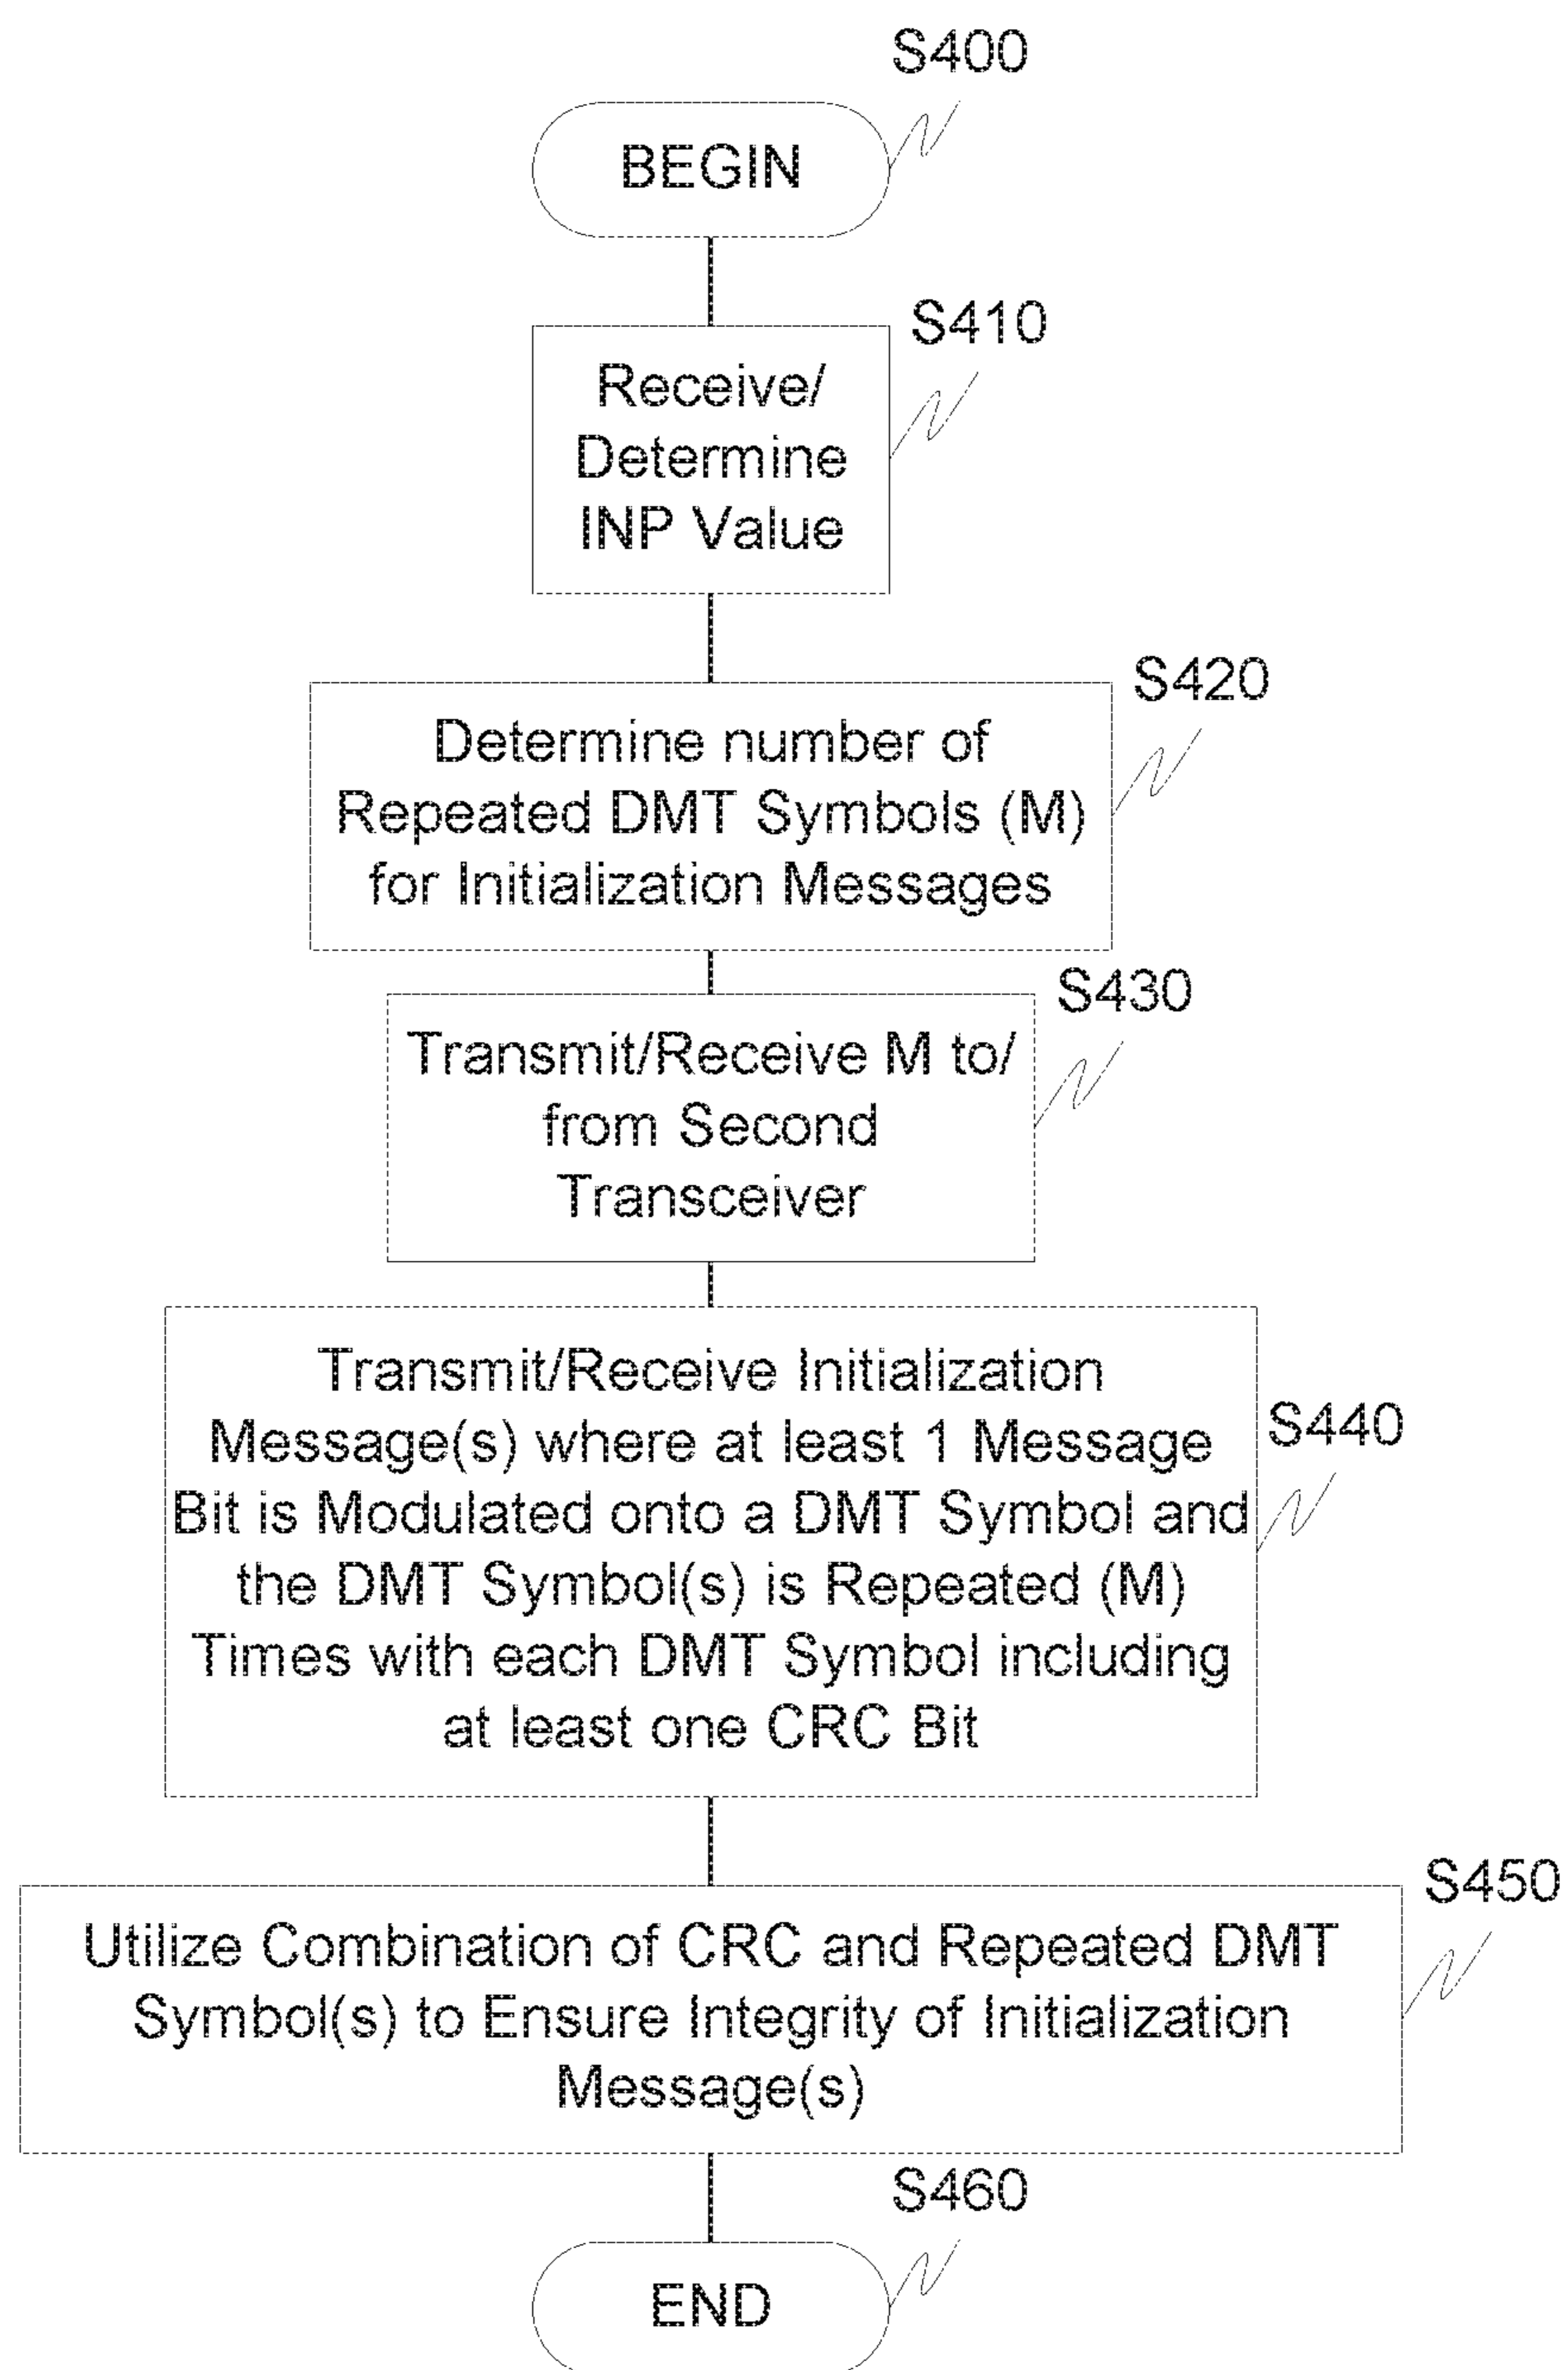 S400
BEGIN
S410
Receive/
Determine
INP Value
S420
Determine number of
Repeated DMT Symbols (M)
for Initialization Messages
S430
Transmit/Receive M to/
from Second
Transceiver
S440
Transmit/Receive Initialization
Message(s) where at least 1 Message
Bit is Modulated onto a DMT Symbol and
the DMT Symbol(s) is Repeated (M)
Times with each DMT Symbol including
at least one CRC Bit
S450
Utilize Combination of CRC and Repeated DMT
Symbol(s) to Ensure Integrity of Initialization
Message(s)
S460
END